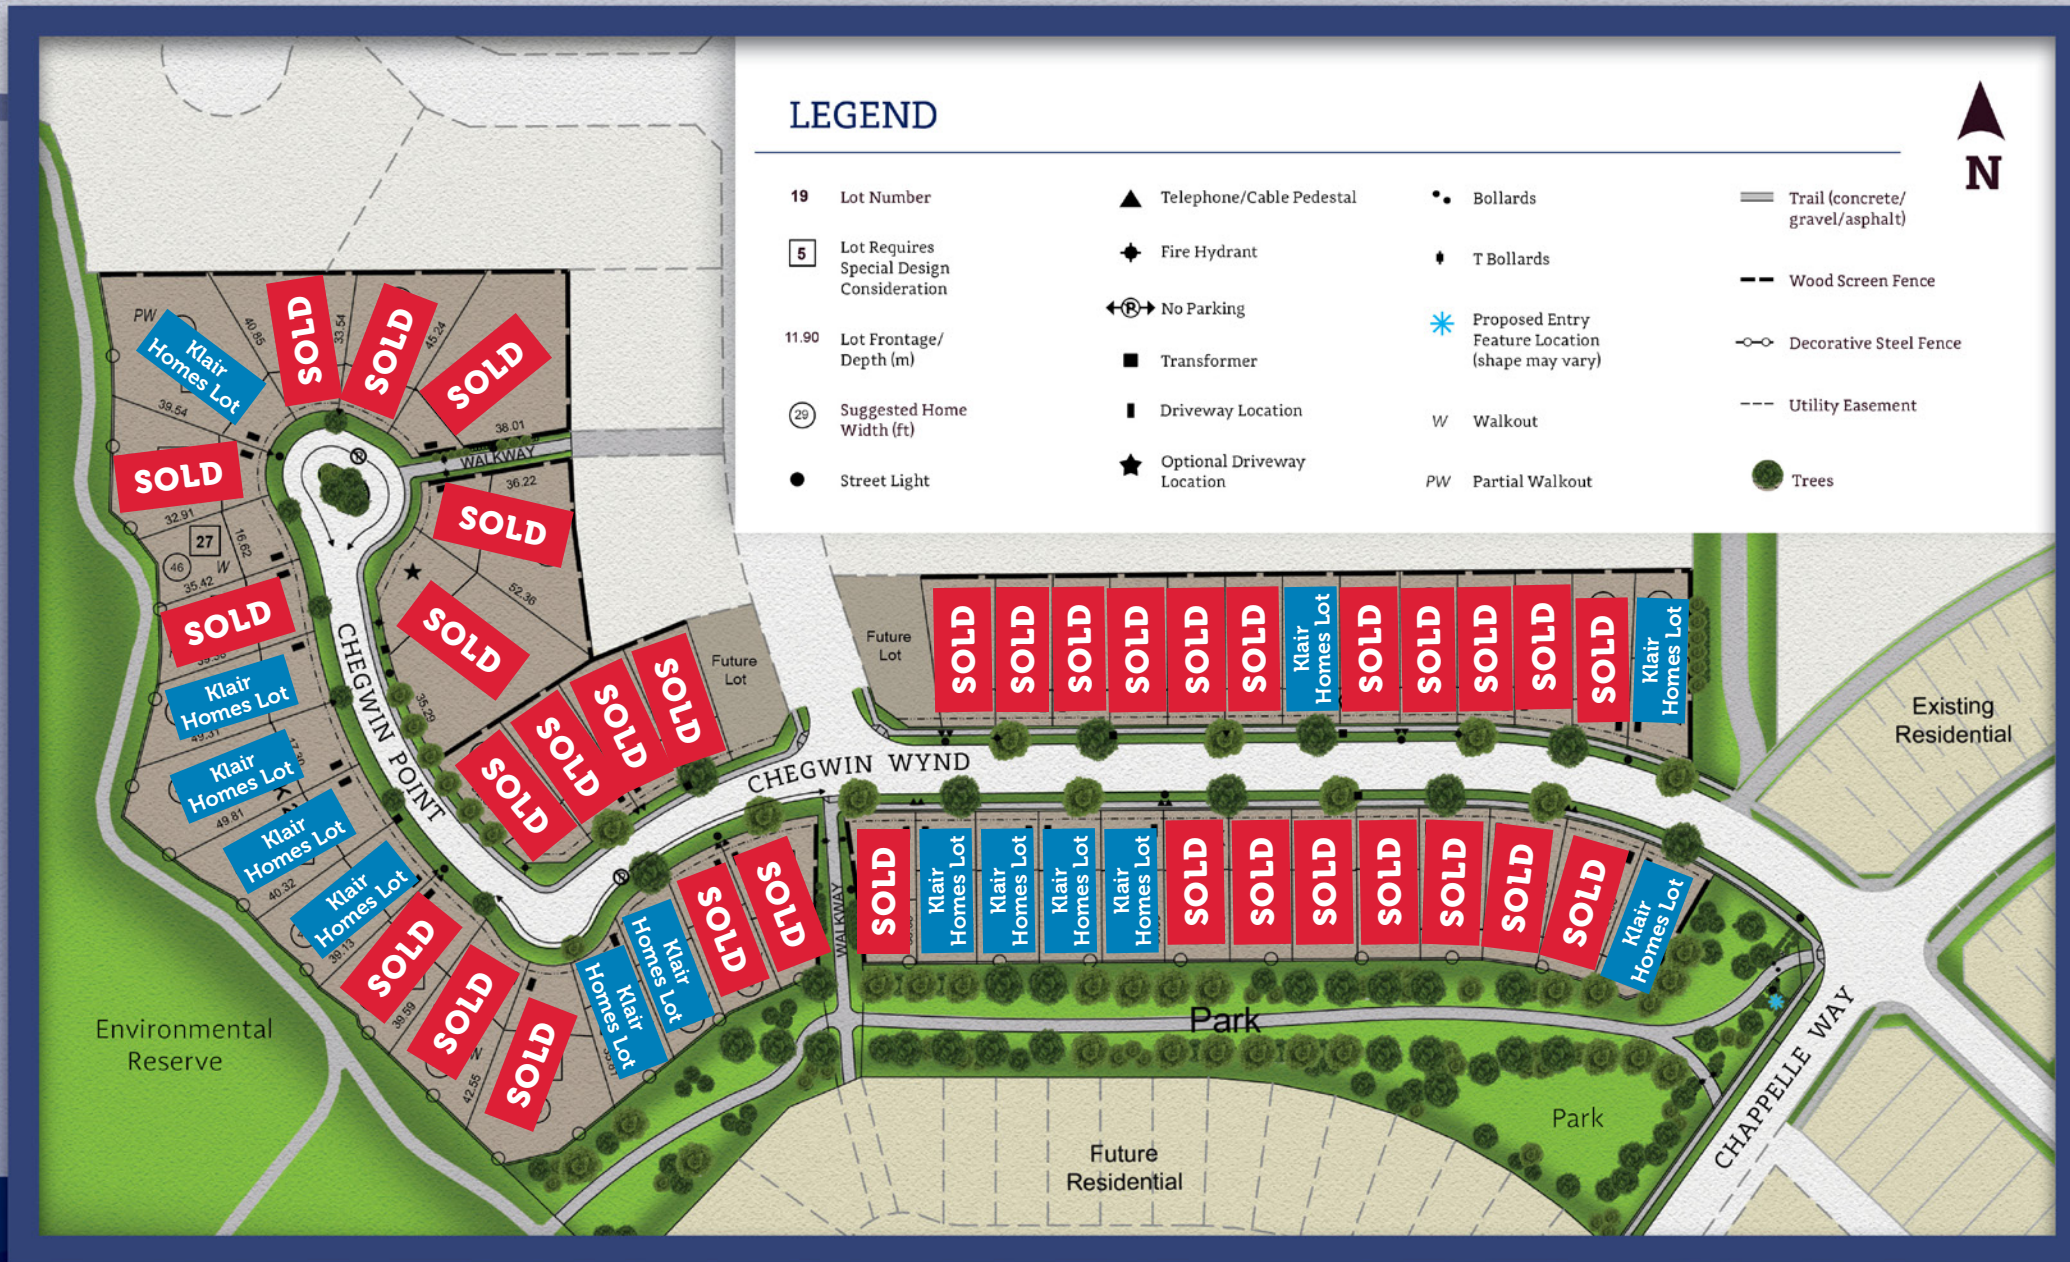 LEGEND
N
19 Lot Number
5 Lot Requires
Special Design
Consideration
11.90 Lot Frontage/
Depth (m)
29 Suggested Home
Width (ft)
Street Light
Telephone/Cable Pedestal
Fire Hydrant
R No Parking
Transformer
Driveway Location
Optional Driveway
Location
Bollards
T Bollards
Proposed Entry
Feature Location
(shape may vary)
W Walkout
PW Partial Walkout
Trail (concrete/
gravel/asphalt)
Wood Screen Fence
Decorative Steel Fence
Utility Easement
Trees
PW
Klair
Homes Lot
40.85
SOLD
33.54
SOLD
45.24
SOLD
39.54
38.01
WALKWAY
SOLD
36.22
SOLD
32.91
27
16.62
46
W
35.42
52.36
SOLD
SOLD
35.29
Klair
Homes Lot
49.31
Klair
Homes Lot
49.81
Klair
Homes Lot
40.32
Klair
Homes Lot
39.13
SOLD
39.59
SOLD
W
42.55
SOLD
Klair
Homes Lot
Klair
Homes Lot
SOLD
SOLD
CHEGWIN POINT
SOLD
SOLD
SOLD
SOLD
Future
Lot
Future
Lot
SOLD
SOLD
SOLD
SOLD
SOLD
SOLD
Klair
Homes Lot
SOLD
SOLD
SOLD
SOLD
SOLD
Klair
Homes Lot
CHEGWIN WYND
WALKWAY
SOLD
Klair
Homes Lot
Klair
Homes Lot
Klair
Homes Lot
Klair
Homes Lot
SOLD
SOLD
SOLD
SOLD
SOLD
SOLD
SOLD
Klair
Homes Lot
Existing
Residential
Environmental
Reserve
Park
Park
Future
Residential
CHAPPELLE WAY